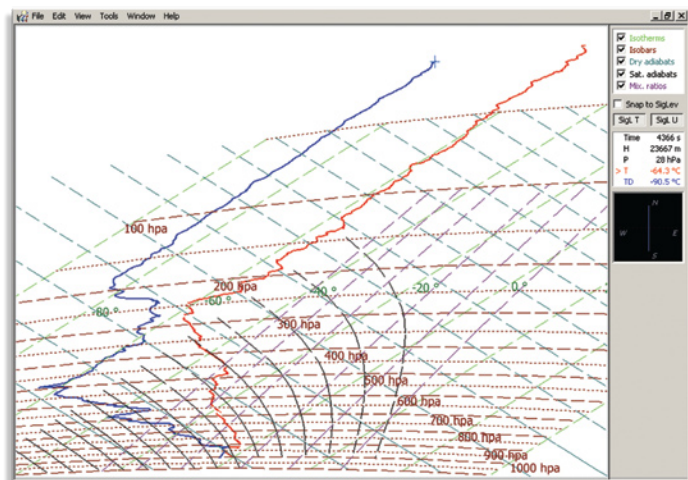 File Edit View Tools Window Help
Isotherms
Isobars
Dry adiabats
Sat. adiabats
Mix. ratios
Snap to SigLev
SigL T SigL U
Time 4366 s
H 23667 m
P 28 hPa
> T -64.3 °C
TD -90.5 °C
N
W E
S
100 hpa
200 hpa
-80 ° -60 ° -40 ° -20 ° 0 °
300 hpa
400 hpa
500 hpa
600 hpa
700 hpa
800 hpa
900 hpa
1000 hpa